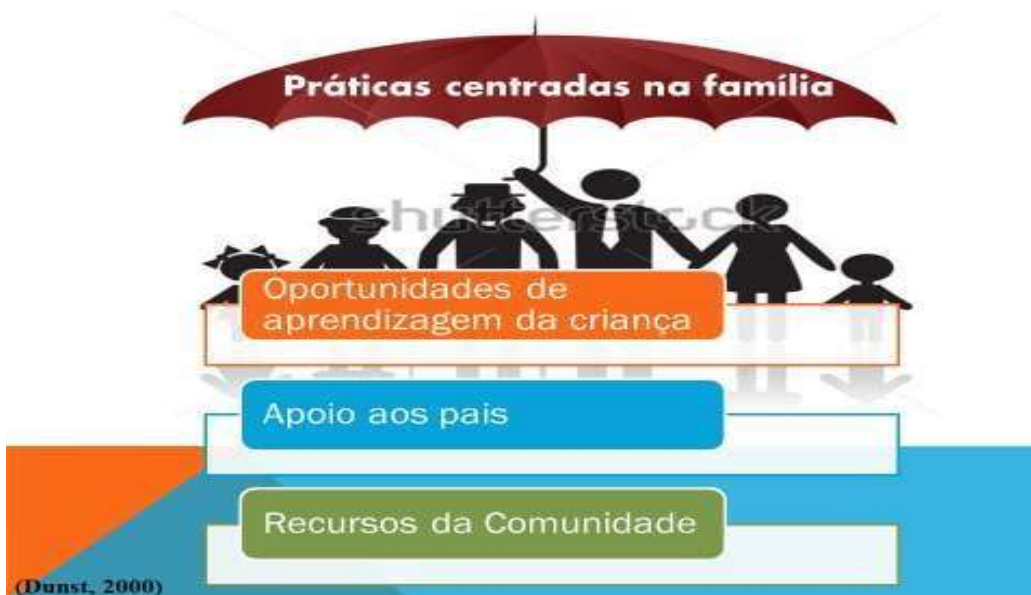 Práticas centradas na família
shutterstock
Oportunidades de
aprendizagem da criança
Apoio aos pais
Recursos da Comunidade
(Dunst, 2000)